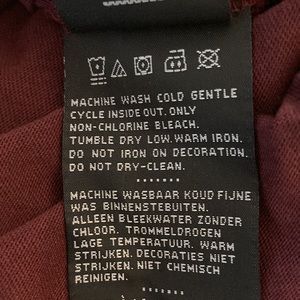 MACHINE WASH COLD GENTLE
CYCLE INSIDE OUT. ONLY
NON-CHLORINE BLEACH.
TUMBLE DRY LOW. WARM IRON.
DO NOT IRON ON DECORATION.
DO NOT DRY-CLEAN.
MACHINE WASBAAR KOUD FIJNE
WAS BINNENSTEBUITEN.
ALLEEN BLEEKWATER ZONDER
CHLOOR. TROMMELDROGEN
LAGE TEMPERATUUR. WARM
STRIJKEN. DECORATIES NIET
STRIJKEN. NIET CHEMISCH
REINIGEN.